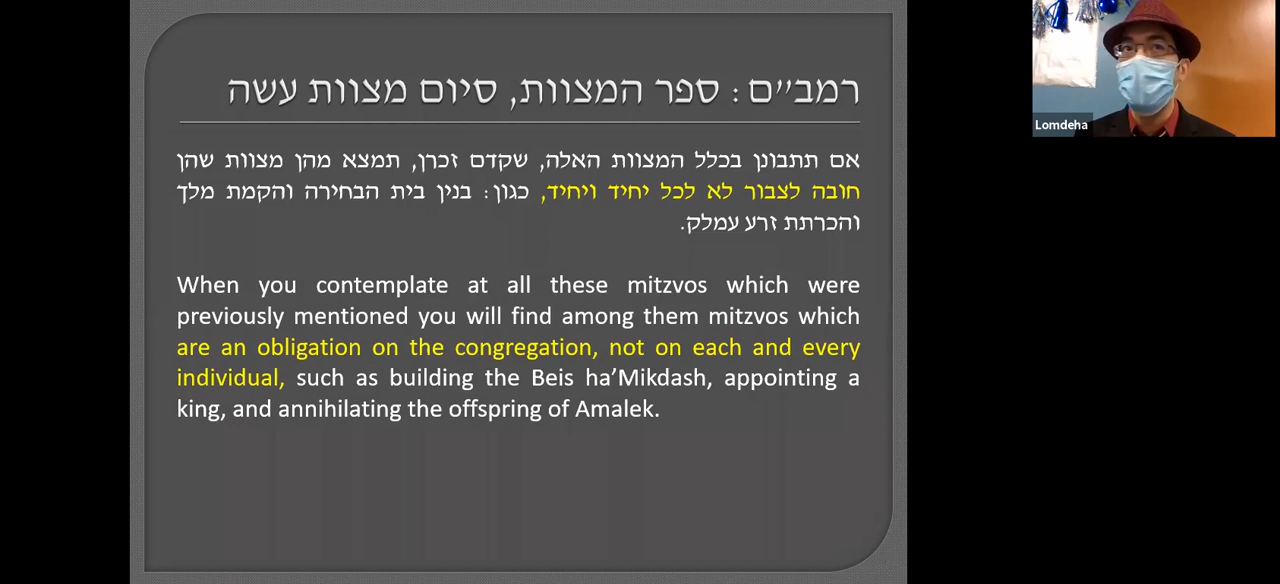 רמב״ם: ספר המצוות, סיום מצוות עשה
אם תתבונן בכלל המצוות האלה, שקדם זכרן, תמצא מהן מצוות שהן
חובה לצבור לא לכל יחיד ויחיד, כגון: בנין בית הבחירה והקמת מלך
והכרתת זרע עמלק.
When you contemplate at all these mitzvos which were
previously mentioned you will find among them mitzvos which
are an obligation on the congregation, not on each and every
individual, such as building the Beis ha’Mikdash, appointing a
king, and annihilating the offspring of Amalek.
Lomdeha